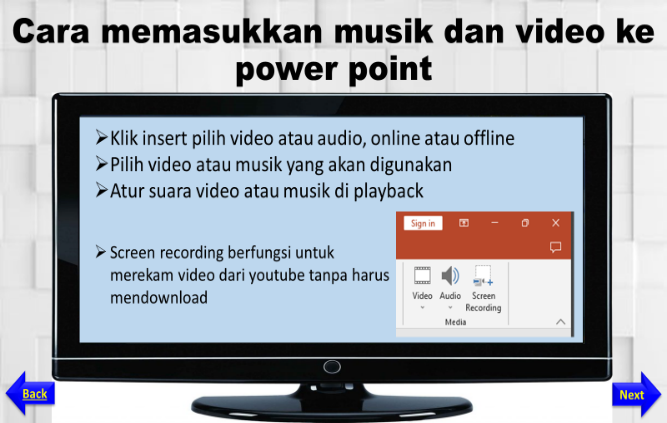 Cara memasukkan musik dan video ke
power point
➢Klik insert pilih video atau audio, online atau offline
➢Pilih video atau musik yang akan digunakan
➢Atur suara video atau musik di playback
➢ Screen recording berfungsi untuk
merekam video dari youtube tanpa harus
mendownload
Sign in
Video Audio Screen
Recording
Media
Back
Next